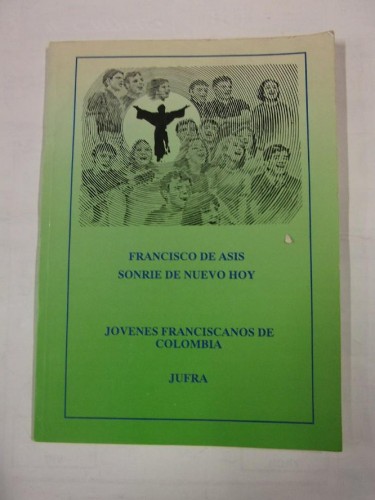 FRANCISCO DE ASIS
SONRIE DE NUEVO HOY
JOVENES FRANCISCANOS DE
COLOMBIA
JUFRA